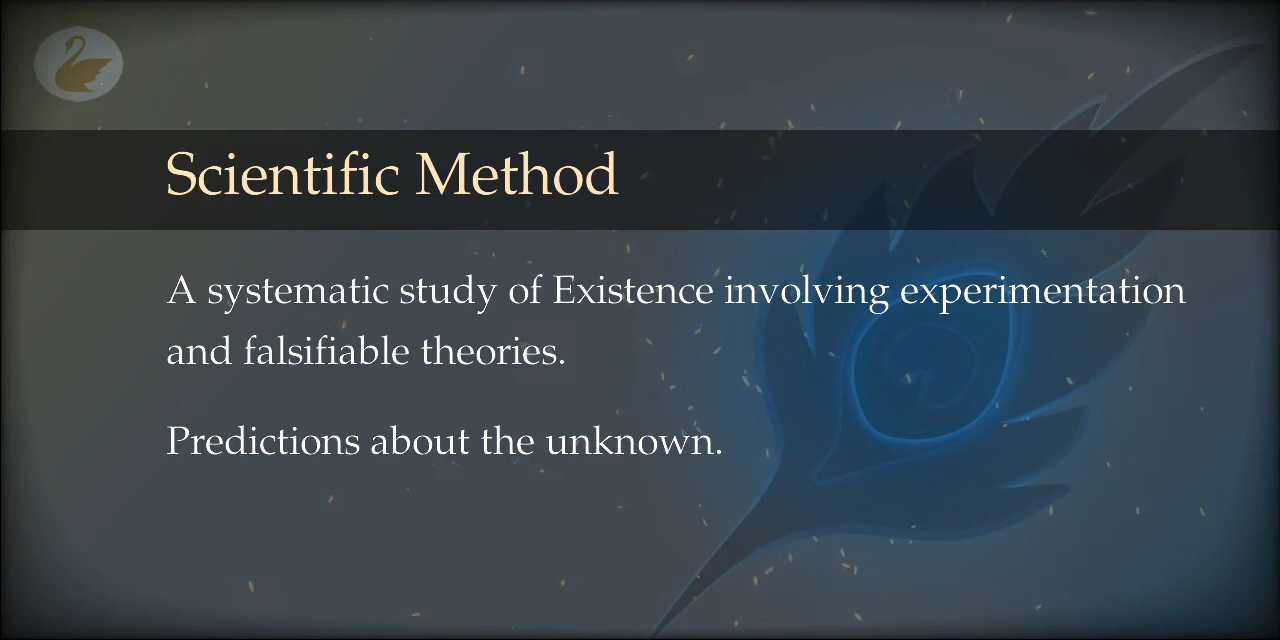 Scientific Method
A systematic study of Existence involving experimentation
and falsifiable theories.
Predictions about the unknown.